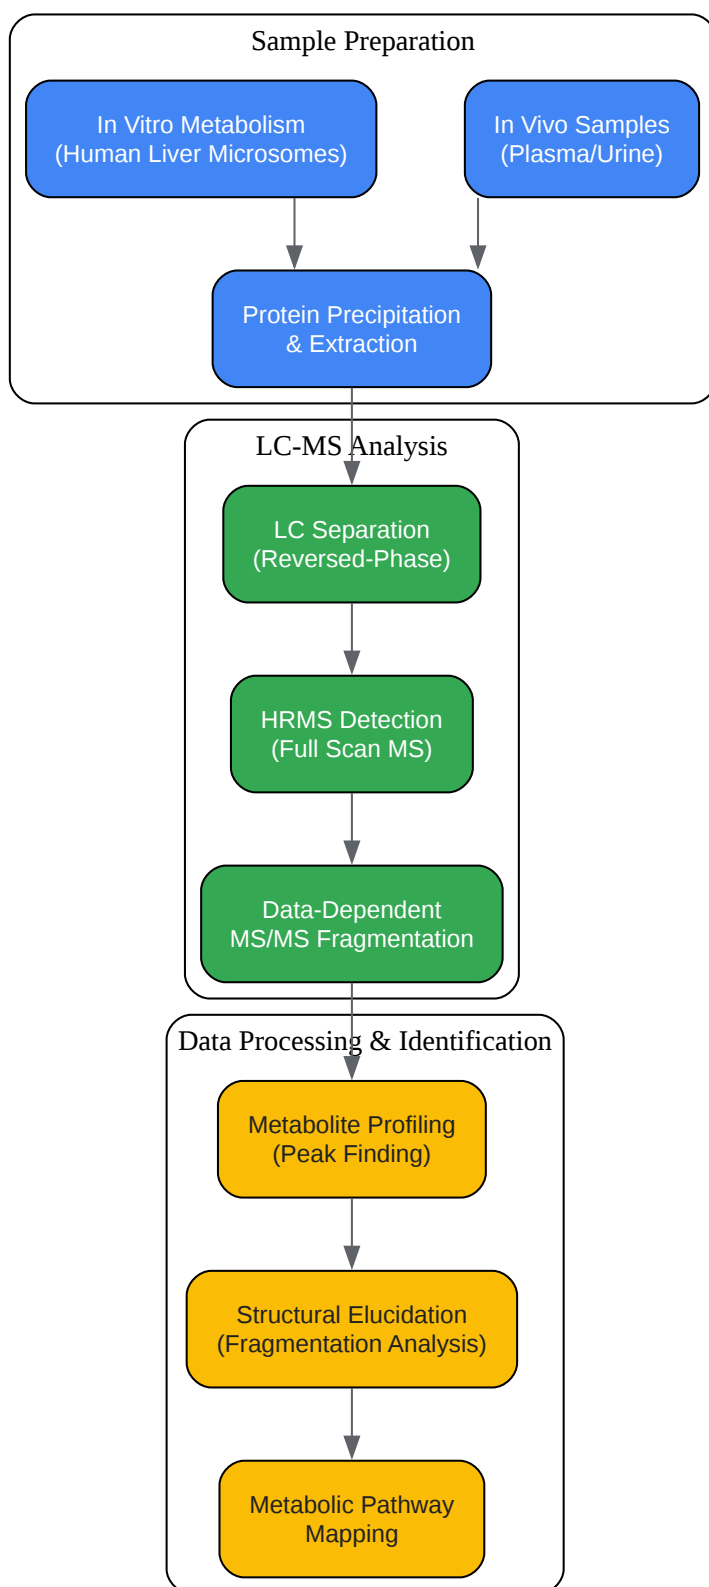 Sample Preparation
In Vitro Metabolism
(Human Liver Microsomes)
In Vivo Samples
(Plasma/Urine)
Protein Precipitation
& Extraction
LC-MS Analysis
LC Separation
(Reversed-Phase)
HRMS Detection
(Full Scan MS)
Data-Dependent
MS/MS Fragmentation
Data Processing & Identification
Metabolite Profiling
(Peak Finding)
Structural Elucidation
(Fragmentation Analysis)
Metabolic Pathway
Mapping